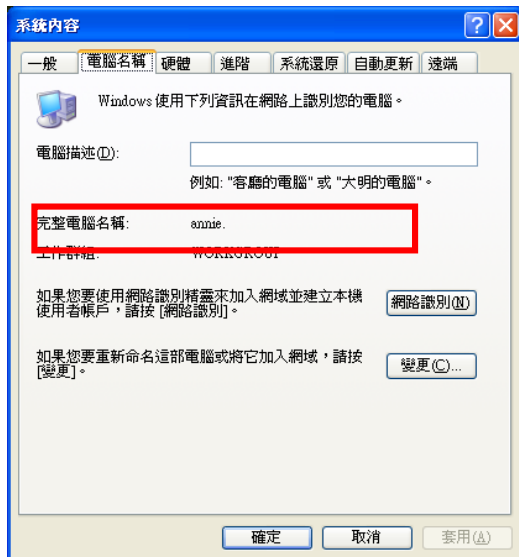 系統內容
一般 電腦名稱 硬體 進階 系統還原 自動更新 遠端
Windows 使用下列資訊在網路上識別您的電腦。
電腦描述(D):
例如: "客廳的電腦" 或 "大明的電腦"。
完整電腦名稱: annie.
工作群組: WORKGROUP
如果您要使用網路識別精靈來加入網域並建立本機
使用者帳戶，請按 [網路識別]。
網路識別(N)
如果您要重新命名這部電腦或將它加入網域，請按
[變更]。
變更(C)...
確定 取消 套用(A)